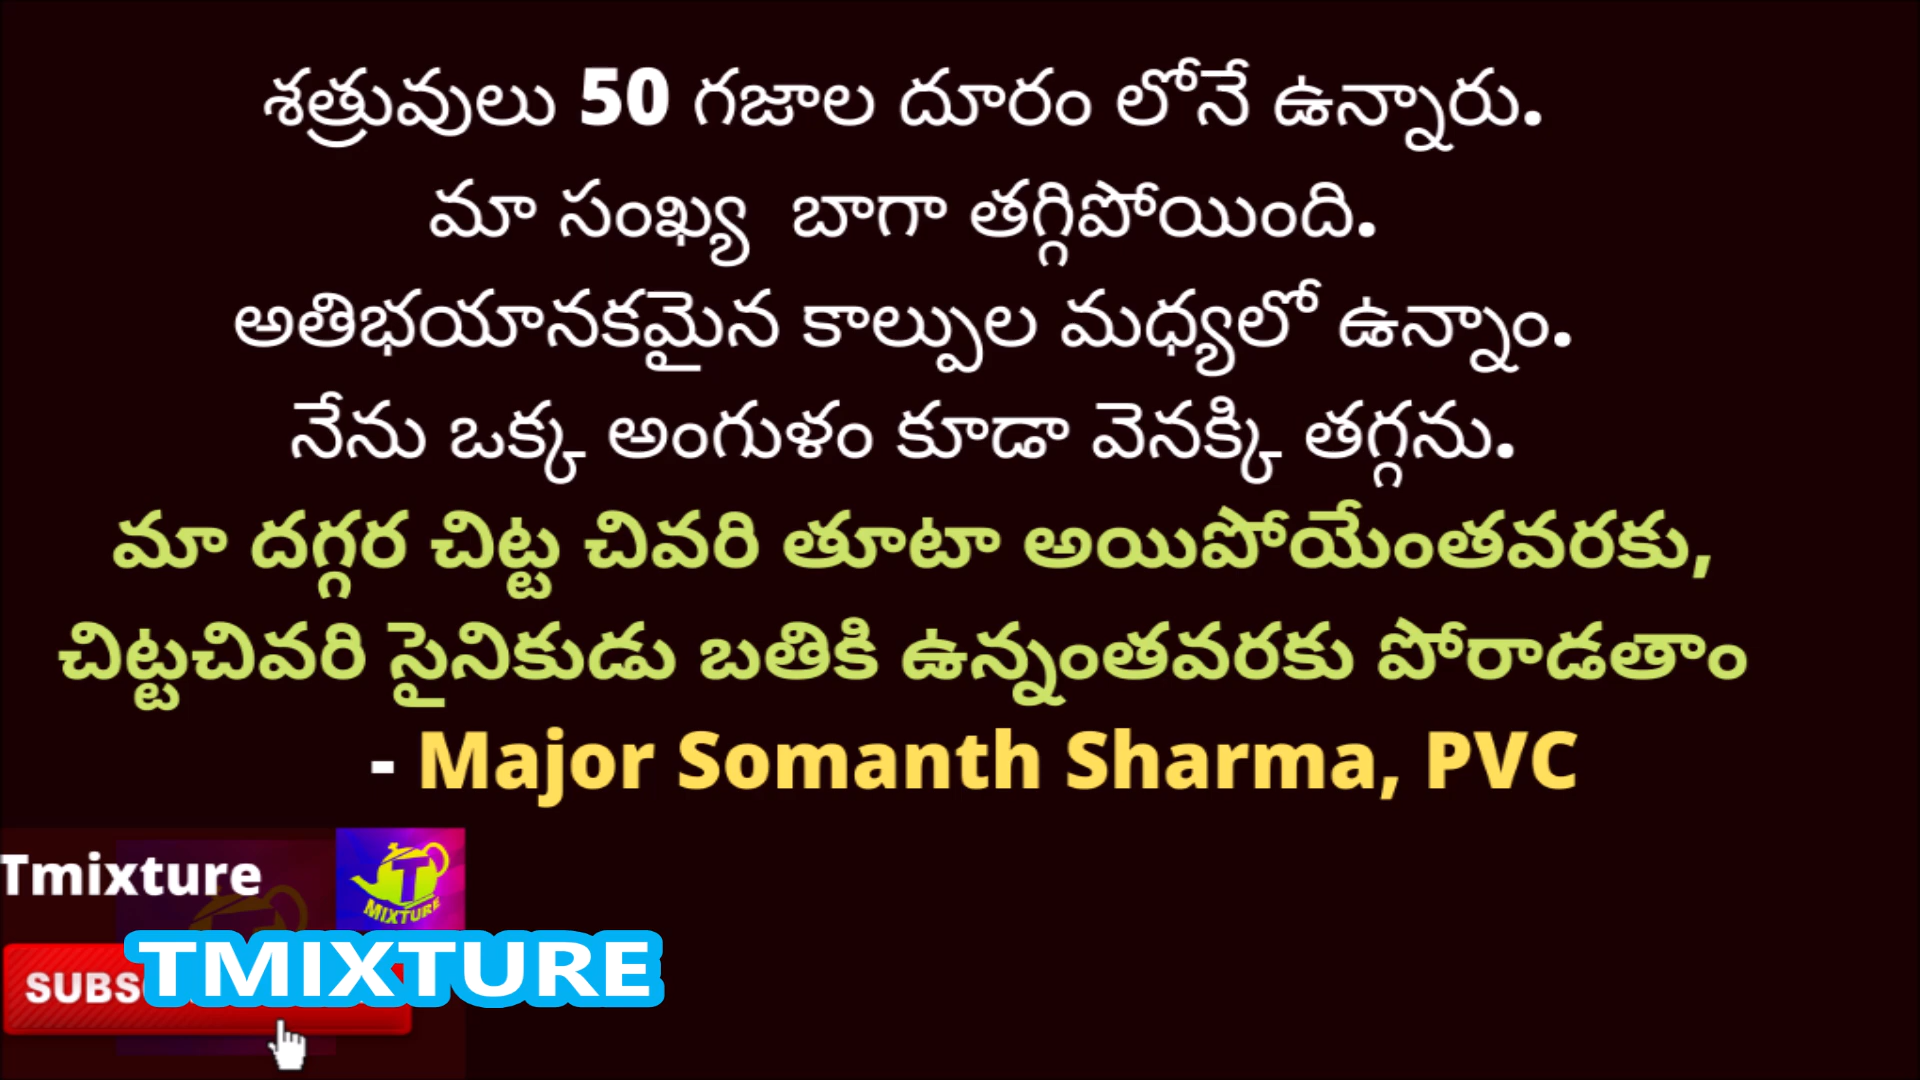 శత్రువులు 50 గజాల దూరం లోనే ఉన్నారు.
మా సంఖ్య బాగా తగ్గిపోయింది.
అతిభయానకమైన కాల్పుల మధ్యలో ఉన్నాం.
నేను ఒక్క అంగుళం కూడా వెనక్కి తగ్గను.
మా దగ్గర చిట్ట చివరి తూటా అయిపోయేంతవరకు,
చిట్టచివరి సైనికుడు బతికి ఉన్నంతవరకు పోరాడతాం
- Major Somanth Sharma, PVC
Tmixture
T
MIXTURE
SUBS
TMIXTURE